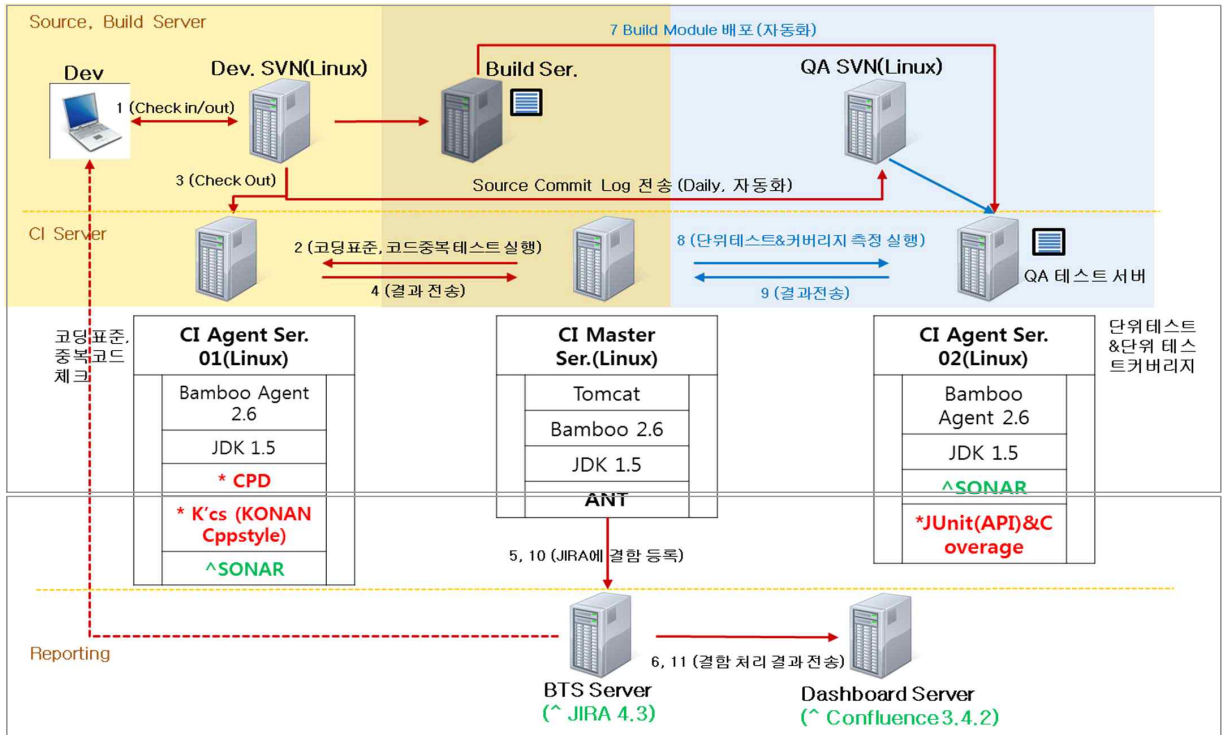 Source, Build Server
7 Build Module 배포 (자동화)
Dev
Dev. SVN(Linux)
Build Ser.
QA SVN(Linux)
1 (Check in/out)
3 (Check Out)
Source Commit Log 전송 (Daily, 자동화)
CI Server
2 (코딩표준, 코드중복 테스트 실행)
4 (결과 전송)
8 (단위테스트&커버리지 측정 실행)
9 (결과전송)
QA 테스트 서버
코딩표준,
중복코드
체크
CI Agent Ser.
01(Linux)
Bamboo Agent
2.6
JDK 1.5
* CPD
* K'cs (KONAN
Cppstyle)
^SONAR
CI Master
Ser.(Linux)
Tomcat
Bamboo 2.6
JDK 1.5
ANT
CI Agent Ser.
02(Linux)
Bamboo
Agent 2.6
JDK 1.5
^SONAR
*JUnit(API)&C
overage
단위테스트
&단위 테스
트커버리지
5, 10 (JIRA에 결함 등록)
Reporting
6, 11 (결함 처리 결과 전송)
BTS Server
(^ JIRA 4.3)
Dashboard Server
(^ Confluence 3.4.2)